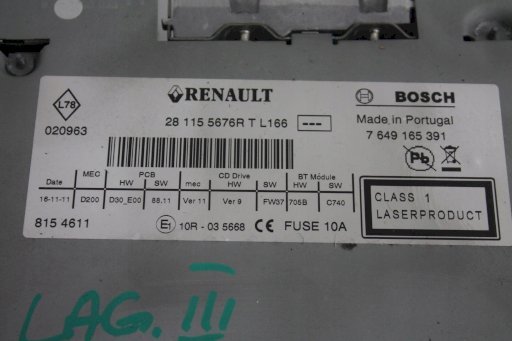 L78
RENAULT
BOSCH
020963
28 115 5676R T L166 ---
Made in Portugal
7 649 165 391
Pb
MEC PCB CD Drive BT Module
Date HW SW mec HW SW HW SW
16-11-11 D200 D30_E00 88.11 Ver 11 Ver 9 FW37 705B C740
CLASS 1
LASERPRODUCT
815 4611
E1 10R - 03 5668 CE FUSE 10A
LAG. III